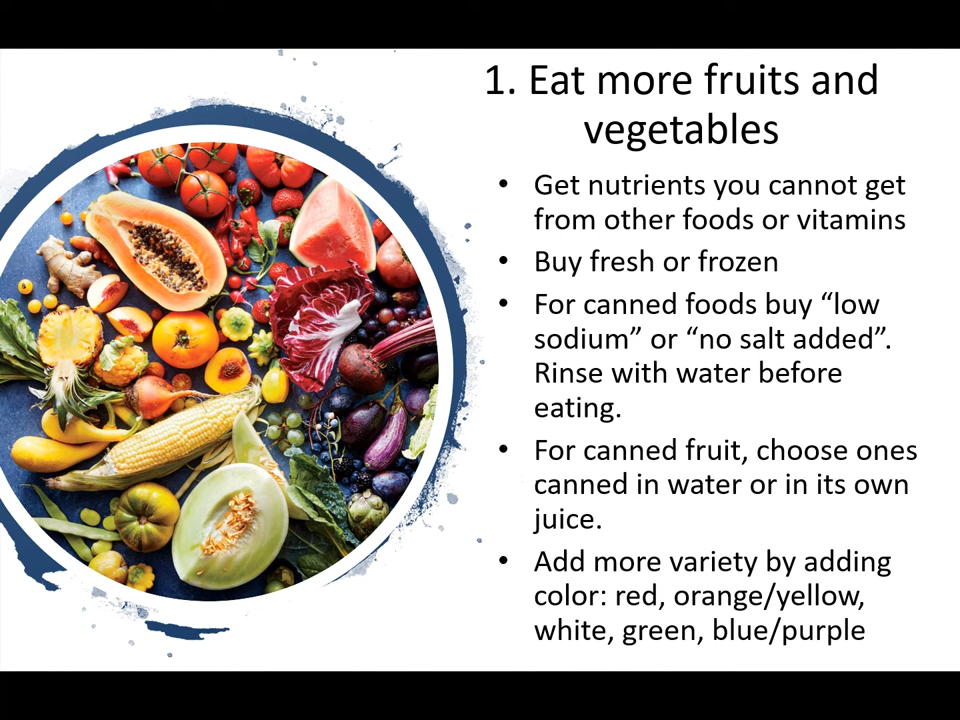 1. Eat more fruits and
vegetables
• Get nutrients you cannot get
from other foods or vitamins
• Buy fresh or frozen
• For canned foods buy “low
sodium” or “no salt added”.
Rinse with water before
eating.
• For canned fruit, choose ones
canned in water or in its own
juice.
• Add more variety by adding
color: red, orange/yellow,
white, green, blue/purple